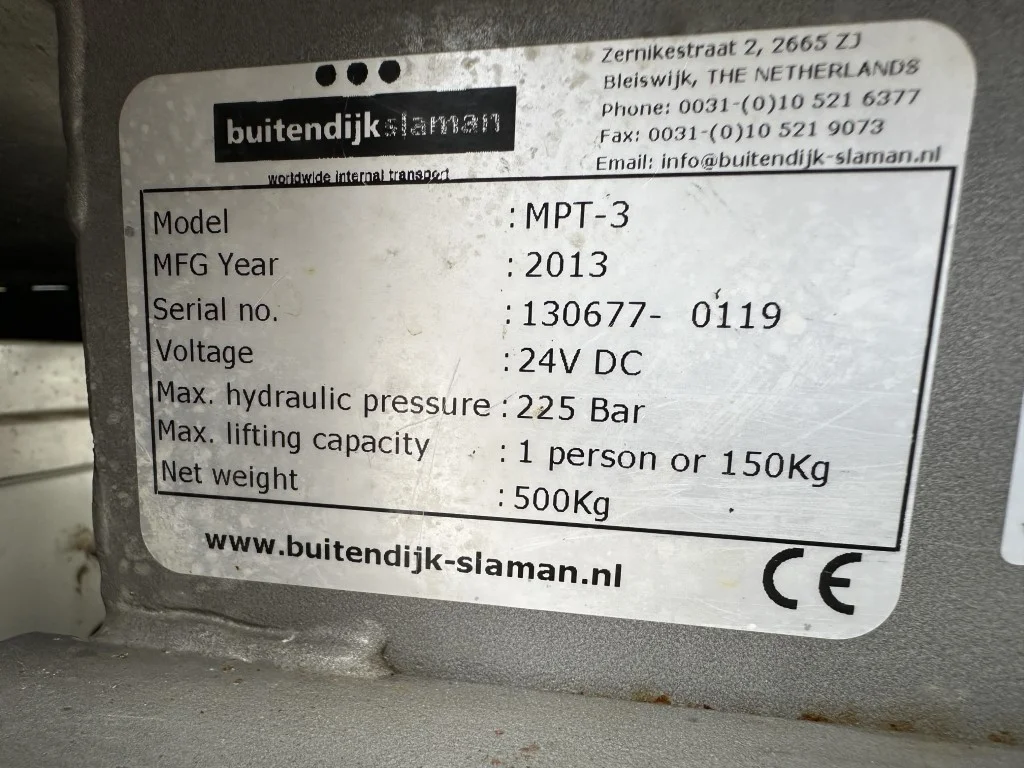 buitendijk slaman
worldwide internal transport
Zernikestraat 2, 2665 ZJ
Bleiswijk, THE NETHERLANDS
Phone: 0031-(0)10 521 6377
Fax: 0031-(0)10 521 9073
Email: info@buitendijk-slaman.nl
Model : MPT-3
MFG Year : 2013
Serial no. : 130677- 0119
Voltage : 24V DC
Max. hydraulic pressure : 225 Bar
Max. lifting capacity : 1 person or 150Kg
Net weight : 500Kg
www.buitendijk-slaman.nl
CE